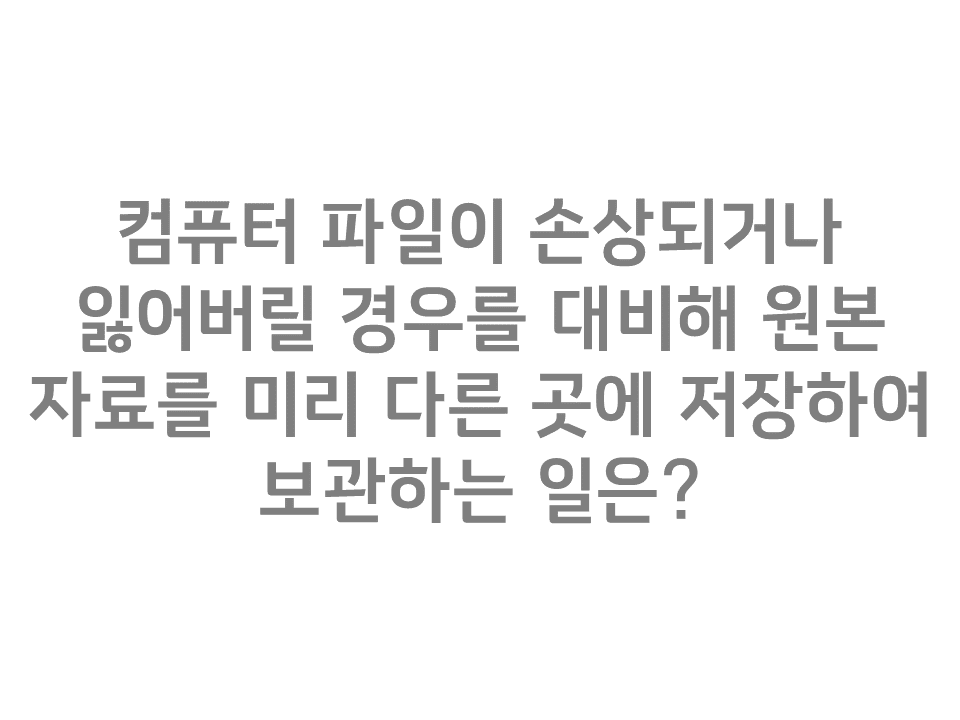 컴퓨터 파일이 손상되거나
잃어버릴 경우를 대비해 원본
자료를 미리 다른 곳에 저장하여
보관하는 일은?